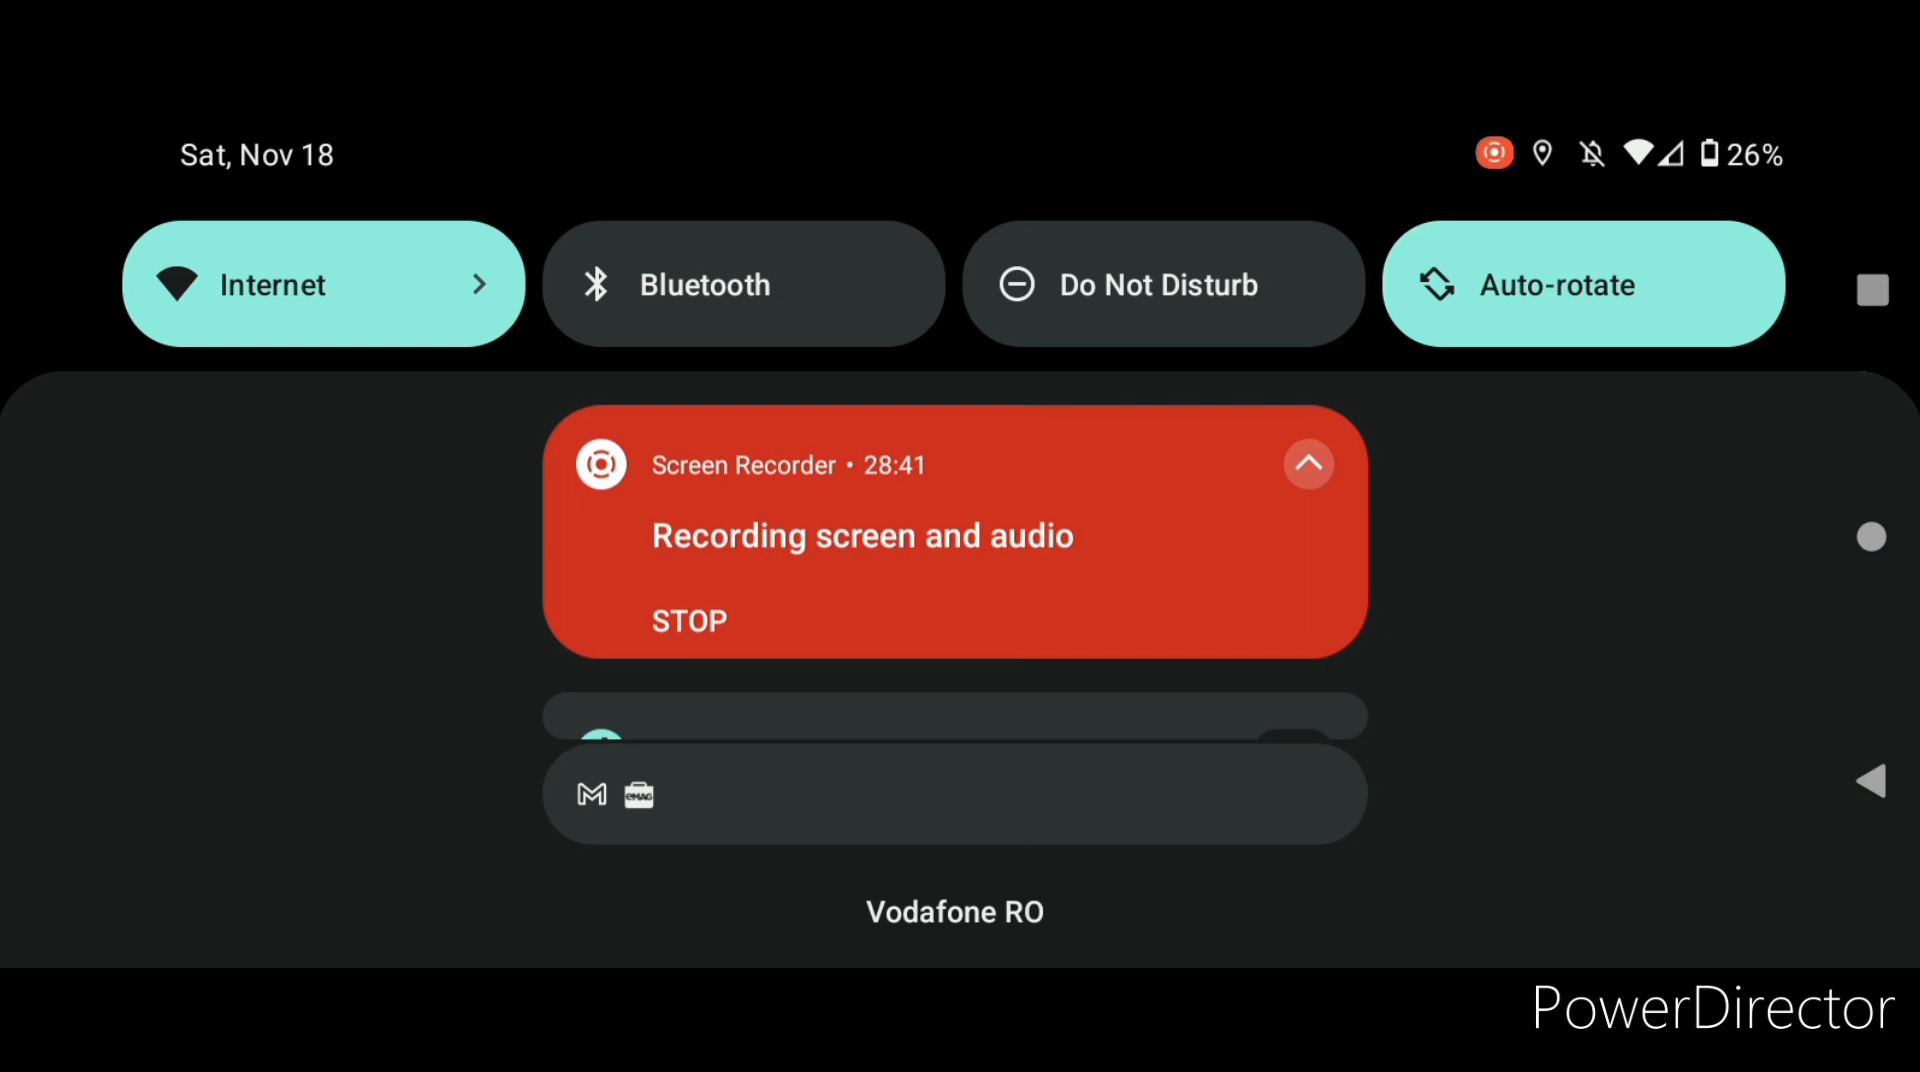 Sat, Nov 18
26%
Internet
Bluetooth
Do Not Disturb
Auto-rotate
Screen Recorder • 28:41
Recording screen and audio
STOP
eMAG
Vodafone RO
PowerDirector